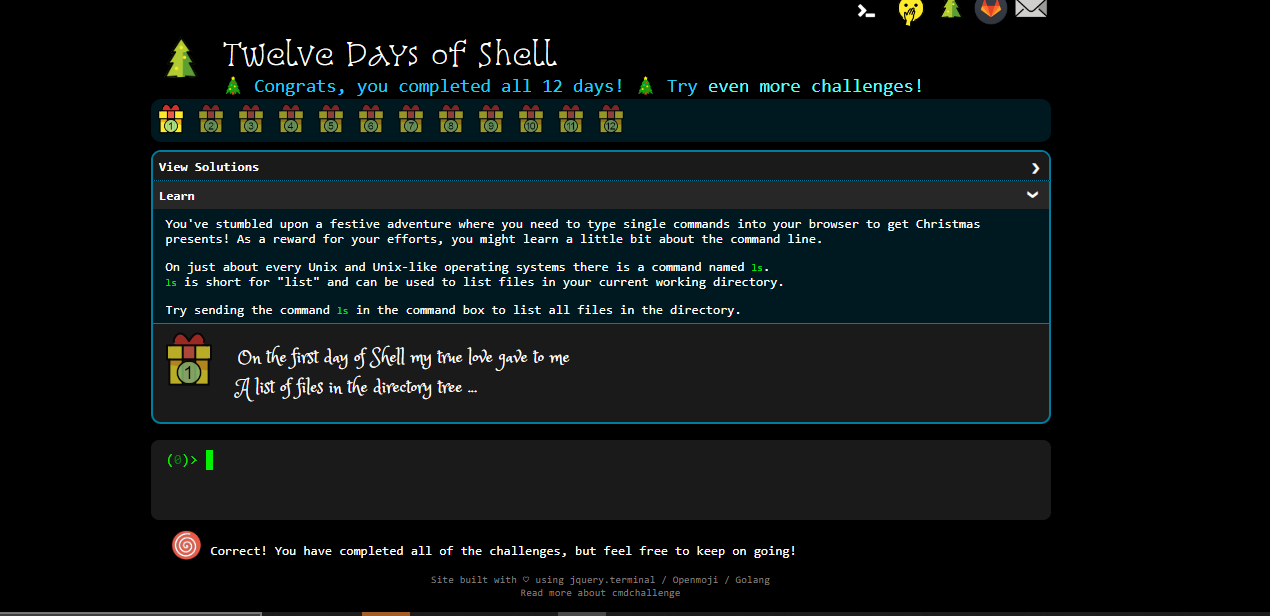 Twelve Days of Shell
Congrats, you completed all 12 days! Try even more challenges!
1 2 3 4 5 6 7 8 9 10 11 12
View Solutions
Learn
You've stumbled upon a festive adventure where you need to type single commands into your browser to get Christmas
presents! As a reward for your efforts, you might learn a little bit about the command line.
On just about every Unix and Unix-like operating systems there is a command named ls.
ls is short for "list" and can be used to list files in your current working directory.
Try sending the command ls in the command box to list all files in the directory.
1
On the first day of Shell my true love gave to me
A list of files in the directory tree ...
(0)>
Correct! You have completed all of the challenges, but feel free to keep on going!
Site built with ♡ using jquery.terminal / Openmoji / Golang
Read more about cmdchallenge